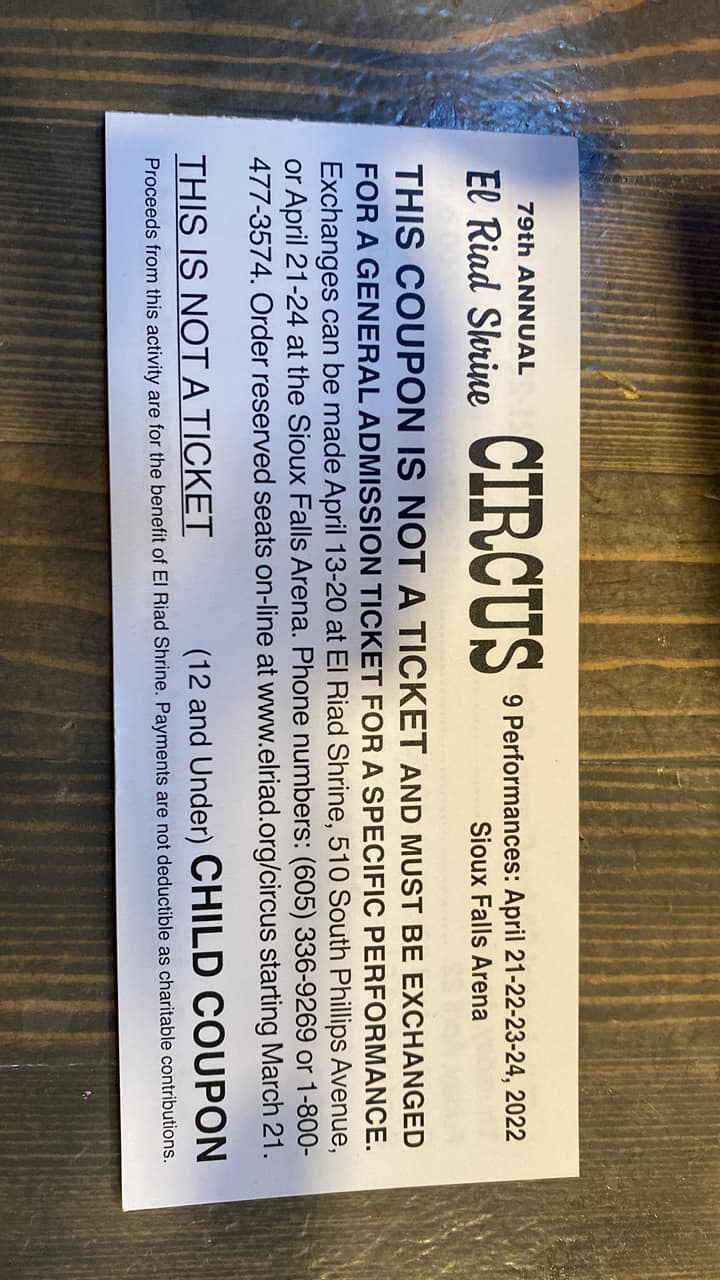 79th ANNUAL
El Riad Shrine CIRCUS 9 Performances: April 21-22-23-24, 2022
Sioux Falls Arena
THIS COUPON IS NOT A TICKET AND MUST BE EXCHANGED
FOR A GENERAL ADMISSION TICKET FOR A SPECIFIC PERFORMANCE.
Exchanges can be made April 13-20 at El Riad Shrine, 510 South Phillips Avenue,
or April 21-24 at the Sioux Falls Arena. Phone numbers: (605) 336-9269 or 1-800-
477-3574. Order reserved seats on-line at www.elriad.org/circus starting March 21.
THIS IS NOT A TICKET (12 and Under) CHILD COUPON
Proceeds from this activity are for the benefit of El Riad Shrine. Payments are not deductible as charitable contributions.